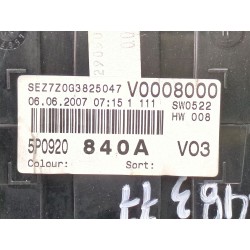 SEZ7Z0G3825047 V0008000
06.06.2007 07:15 1 111 SW0522
HW 008
5P0920 840A V03
Colour: Sort: